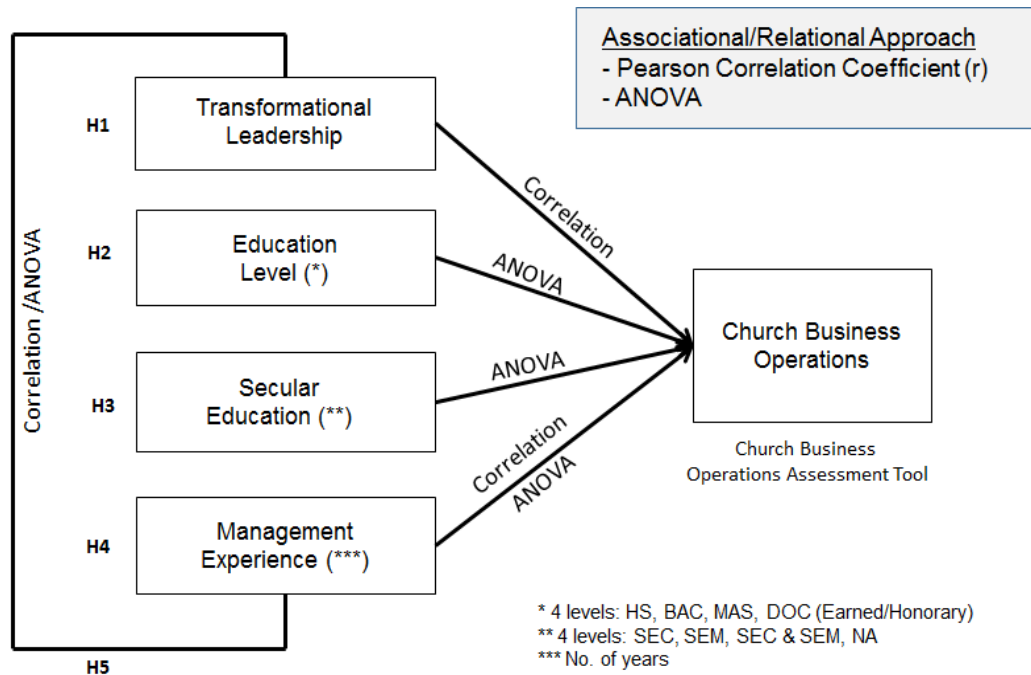 Associational/Relational Approach
- Pearson Correlation Coefficient (r)
- ANOVA
Correlation /ANOVA
H1
Transformational
Leadership
Correlation
H2
Education
Level (*)
ANOVA
H3
Secular
Education (**)
ANOVA
H4
Management
Experience (***)
Correlation
ANOVA
H5
Church Business
Operations
Church Business
Operations Assessment Tool
* 4 levels: HS, BAC, MAS, DOC (Earned/Honorary)
** 4 levels: SEC, SEM, SEC & SEM, NA
*** No. of years